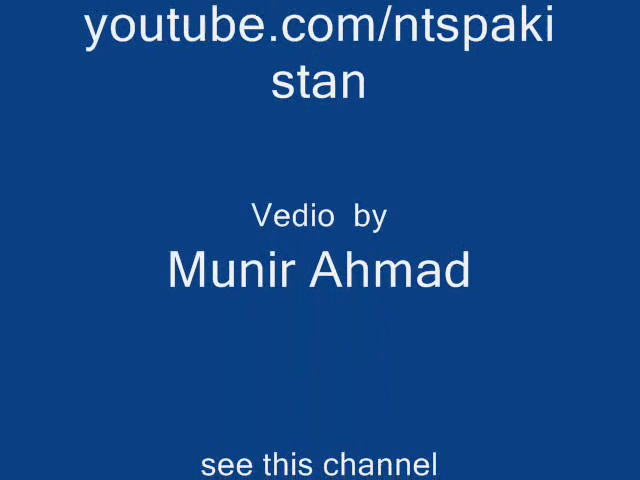 youtube.com/ntspaki
stan
Vedio by
Munir Ahmad
see this channel